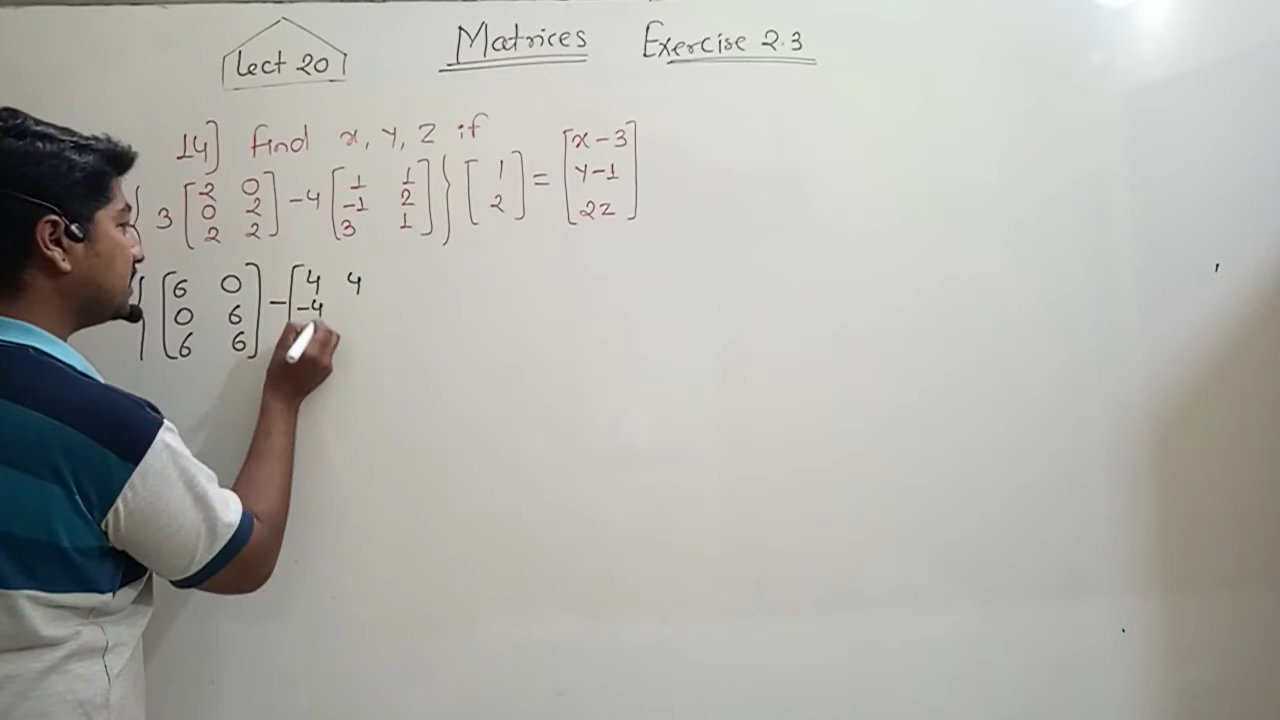 Lect 20 Matrices Exercise 2.3
14] find x, y, z if
{ 3 [2 0 - 4 [1 1 } [1 = [x-3
0 2 -1 2 2] y-1
2 2] 3 1] 2z]
{ [6 0 - [4 4
0 6 -4
6 6]